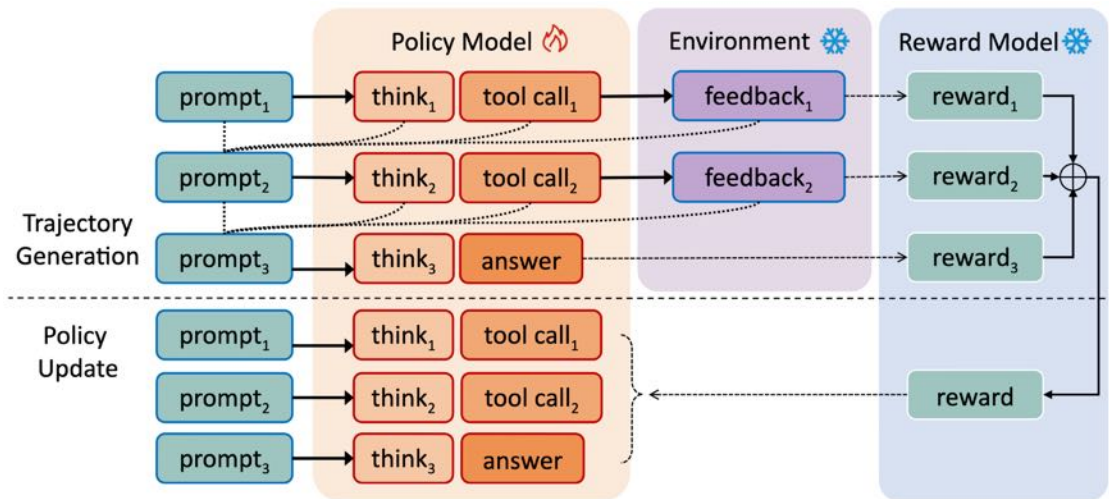 Policy Model
Environment
Reward Model
prompt₁ think₁ tool call₁ feedback₁ reward₁
prompt₂ think₂ tool call₂ feedback₂ reward₂
Trajectory
Generation
prompt₃ think₃ answer reward₃
Policy
Update
prompt₁ think₁ tool call₁
prompt₂ think₂ tool call₂ reward
prompt₃ think₃ answer